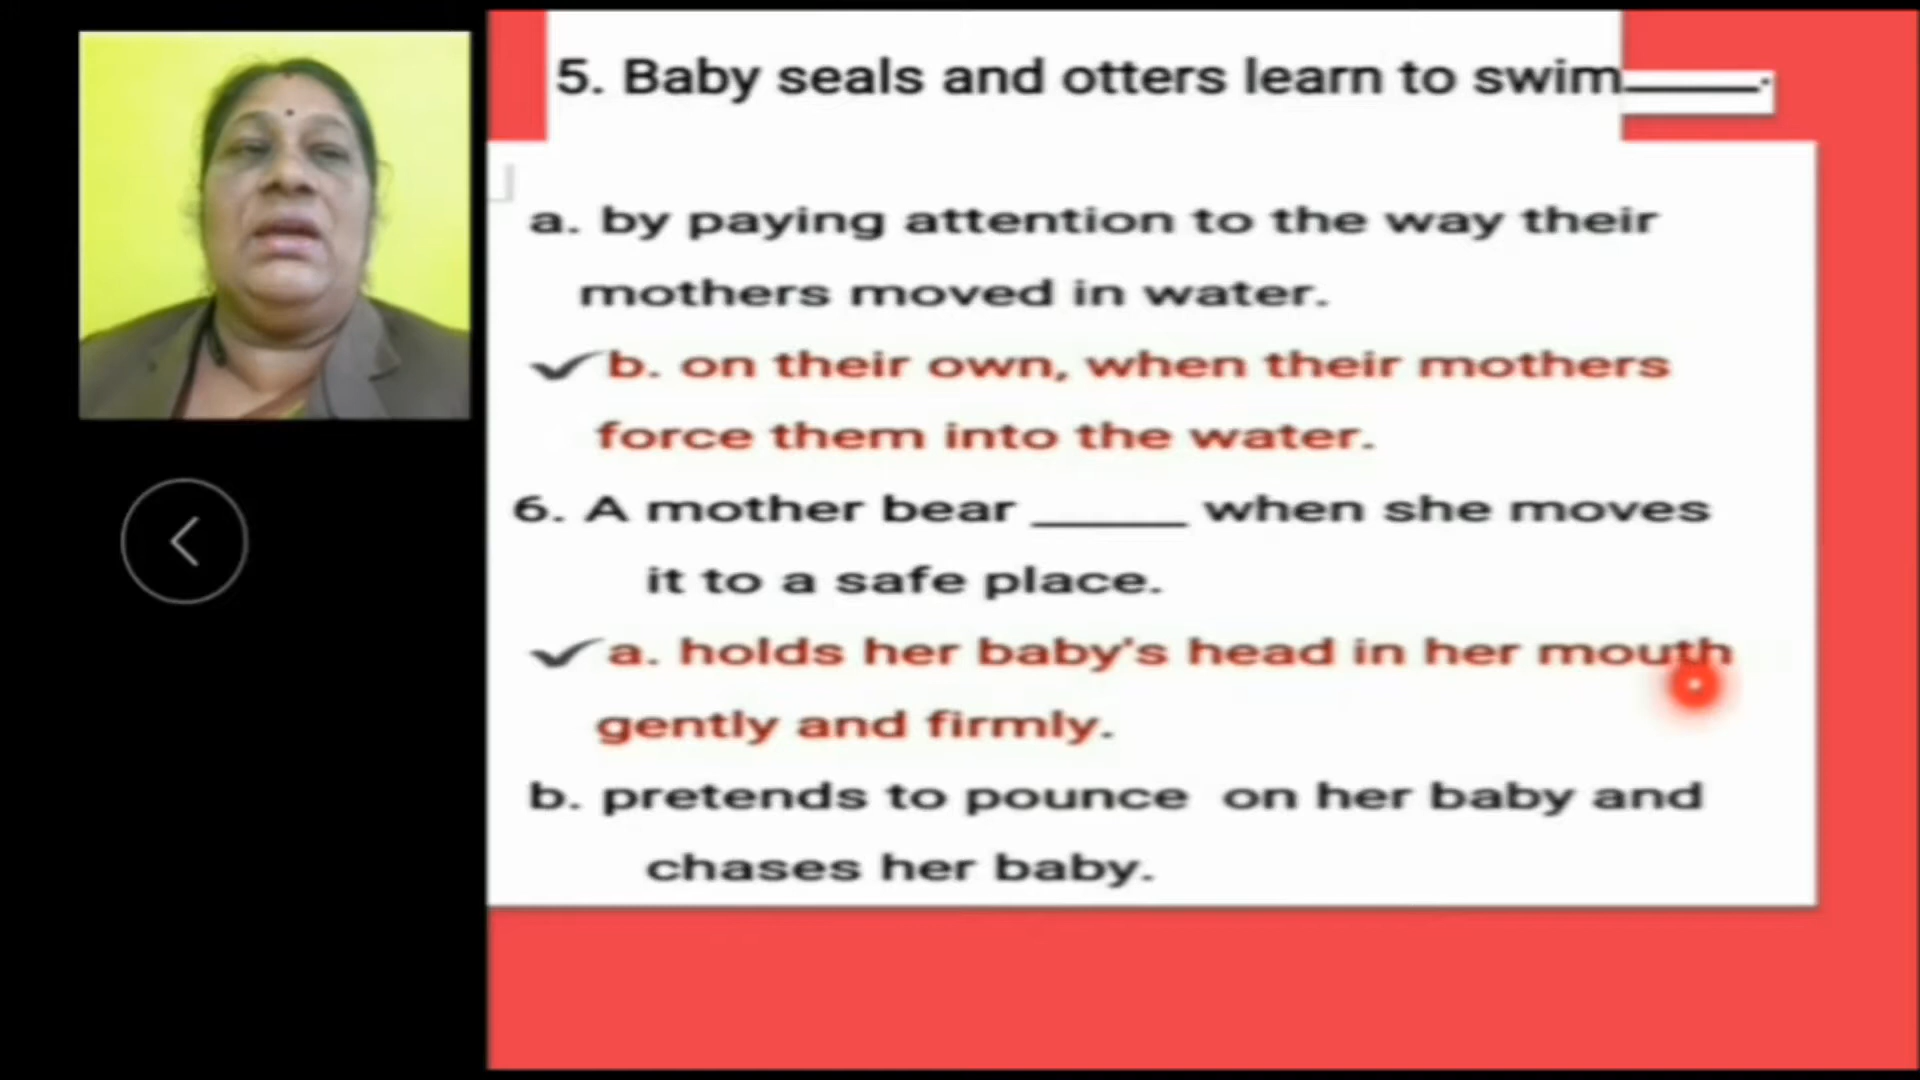 5. Baby seals and otters learn to swim_____.
a. by paying attention to the way their
mothers moved in water.
✓ b. on their own, when their mothers
force them into the water.
6. A mother bear _____ when she moves
it to a safe place.
✓ a. holds her baby's head in her mouth
gently and firmly.
b. pretends to pounce on her baby and
chases her baby.